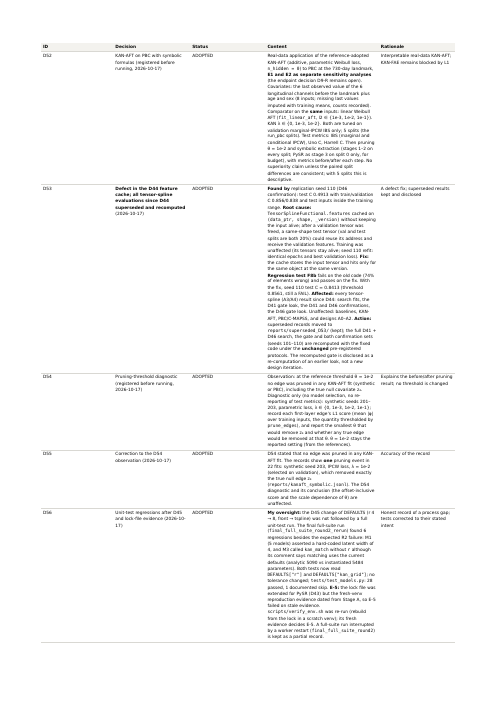 ID Decision Status Content Rationale
D52 KAN-AFT on PBC with symbolic ADOPTED Real-data application of the reference-adopted Interpretable real-data KAN-AFT;
formulas (registered before KAN-AFT (additive, parametric Weibull loss, KAN-FAE remains blocked by L1
running, 2026-10-17) n_hidden = 0) to PBC at the 730-day landmark,
E1 and E2 as separate sensitivity analyses
(the endpoint decision D9-R remains open).
Covariates: the last observed value of the 6
longitudinal channels before the landmark plus
age and sex (8 inputs, missing last values
imputed with training means, counts recorded).
Comparator on the same inputs: linear Weibull
AFT (fit_linear_aft, l2 ∈ {1e-3, 1e-2, 1e-1}).
KAN λ ∈ {0, 1e-3, 1e-2}. Both are tuned on
validation marginal-IPCW IBS only, 5 splits (the
run_pbc splits). Test metrics: IBS (marginal and
conditional IPCW), Uno C, Harrell C. Then pruning
θ = 1e-2 and symbolic extraction (stages 1–2 on
every split; PySR as stage 3 on split 0 only, for
budget), with metrics before/after each step. No
superiority claim unless the paired split
differences are consistent; with 5 splits this is
descriptive.
D53 Defect in the D44 feature ADOPTED Found by replication seed 110 (D46 A defect fix; superseded results
cache; all tensor-spline confirmation): test C 0.4913 with train/validation kept and disclosed
evaluations since D44 C 0.856/0.838 and test inputs inside the training
superseded and recomputed range. Root cause:
(2026-10-17) TensorSplineFunctional.features cached on
(data_ptr, shape, _version) without
keeping the input alive; after a validation tensor was
freed, a same-shape test tensor (val and
test splits are both 20%) could reuse its address and
receive the validation features. Training was
unaffected (its tensors stay alive; seed 110 refit:
identical epochs and best validation loss). Fix:
the cache stores the input tensor and hits only for
the same object at the same version.
Regression test F8b fails on the old code (74%
of elements wrong) and passes on the fix. With
the fix, seed 110 test C = 0.8413 (threshold
0.8561, still a FAIL). Affected: every tensor-
spline (A3/A4) result since D44: search fits, the
D41 gate look, the D41 and D46 confirmations,
the D46 gate look. Unaffected: baselines, KAN-
AFT, PBC/C-MAPSS, and designs A0–A2. Action:
superseded records moved to
reports/superseded_D53/ (kept); the full D41 +
D46 search, the gate and both confirmation sets
(seeds 101–110) are recomputed with the fixed
code under the unchanged pre-registered
protocols. The recomputed gate is disclosed as a
re-computation of an earlier look, not a new
design iteration.
D54 Pruning-threshold diagnostic ADOPTED Observation: at the reference threshold θ = 1e-2 Explains the before/after pruning
(registered before running, no edge was pruned in any KAN-AFT fit (synthetic result; no threshold is changed
2026-10-17) or PBC), including the true null covariate z₄.
Diagnostic only (no model selection, no re-
reporting of test metrics): synthetic seeds 201–
203, parametric loss, λ ∈ {0, 1e-3, 1e-2}; record
each first-layer edge's L1 score (mean |φ|
over training inputs, the quantity thresholded by
prune_edges), and report the smallest θ that
would remove z₄ and whether any true edge
would be removed at that θ. θ = 1e-2 stays the
reported setting (from the references).
D55 Correction to the D54 ADOPTED D54 stated that no edge was pruned in any KAN- Accuracy of the record
observation (2026-10-17) AFT fit. The records show one pruning event in
22 fits: synthetic seed 203, IPCW loss, λ = 1e-2
(selected on validation), which removed exactly
the true null edge z₄
(reports/kanaft_symbolic.json). The D54
diagnostic and its conclusion (the offset-inclusive
score and the scale dependence of θ) are
unaffected.
D56 Unit-test regressions after D45 ADOPTED My oversight: the D45 change of DEFAULTS (r 4 Honest record of a process gap;
and lock-file evidence (2026-10- → 8, front → tspline) was not followed by a full tests corrected to their stated
17) unit-test run. The final full-suite run intent
(final_full_suite_round2_rerun) found 6
regressions besides the expected R2 failure: M1
(5 models) asserted a hard-coded latent width of
4, and M3 called kan_match without r although
its comment says matching uses the current
defaults (analytic 5090 vs instantiated 5484
parameters). Both tests now read
DEFAULTS["r"] and DEFAULTS["kan_grid"]; no
tolerance changed; tests/test_models.py: 28
passed, 1 documented skip. E-5: the lock file was
extended for PySR (D43) but the fresh-venv
reproduction evidence dated from Stage A, so E-5
failed on stale evidence.
scripts/verify_env.sh was re-run (rebuild
from the lock in a scratch venv); its fresh
evidence decides E-5. A full-suite run interrupted
by a worker restart (final_full_suite_round2)
is kept as a partial record.